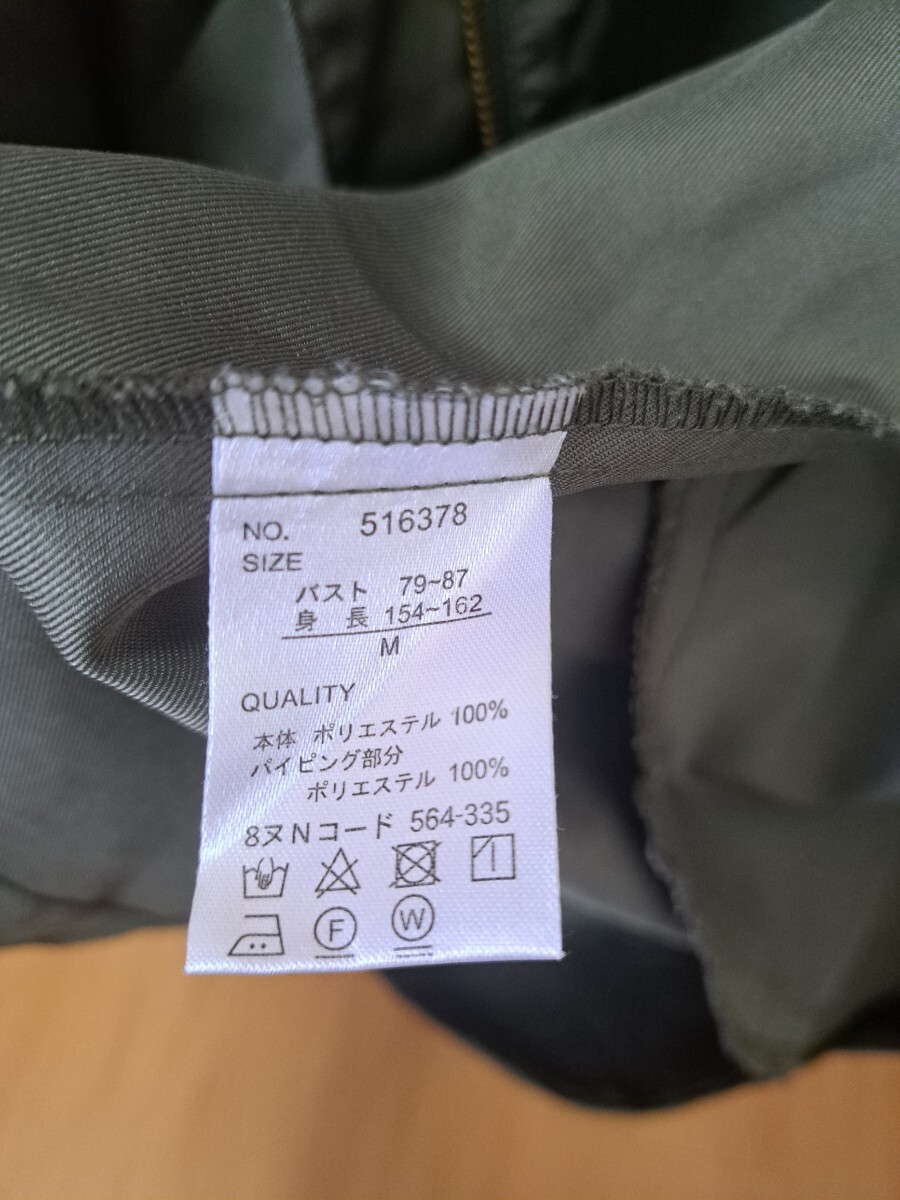 NO. 516378
SIZE
バスト 79~87
身 長 154~162
M
QUALITY
本体 ポリエステル 100%
パイピング部分
ポリエステル 100%
8ヌNコード 564-335
F W